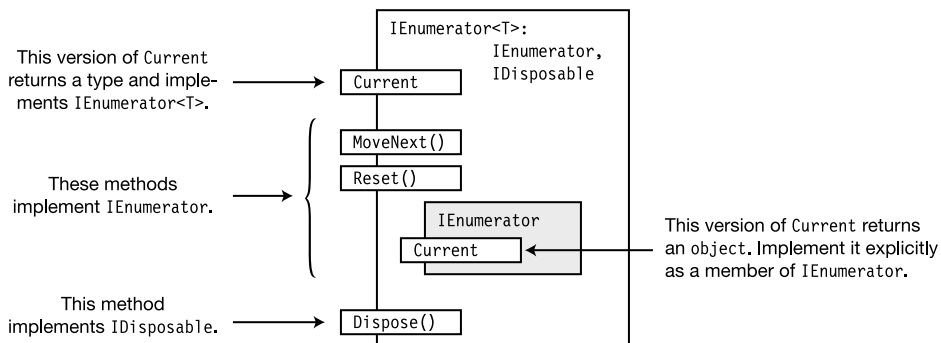 IEnumerator<T>:
IEnumerator,
IDisposable
This version of Current
returns a type and imple-
ments IEnumerator<T>.
Current
MoveNext()
Reset()
These methods
implement IEnumerator.
IEnumerator
Current
This version of Current returns
an object. Implement it explicitly
as a member of IEnumerator.
This method
implements IDisposable.
Dispose()